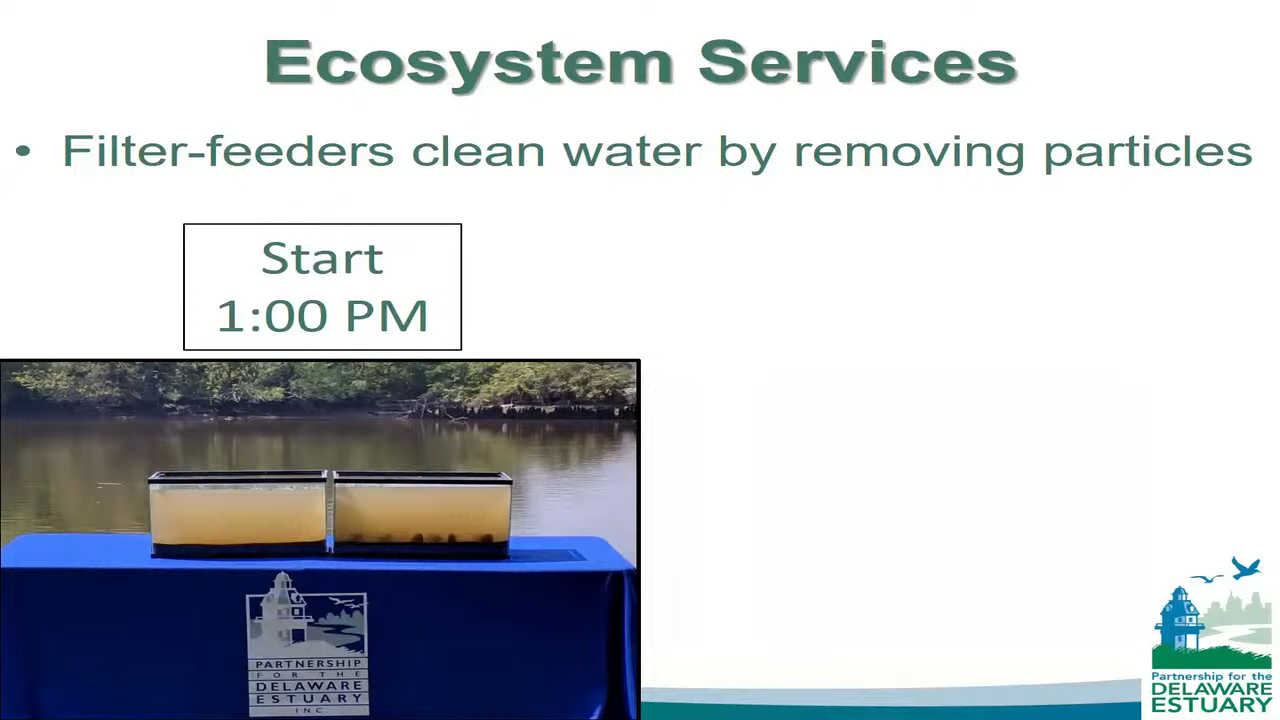 Ecosystem Services
• Filter-feeders clean water by removing particles
Start
1:00 PM
PARTNERSHIP
FOR THE
DELAWARE
ESTUARY
INC.
Partnership for the
DELAWARE
ESTUARY